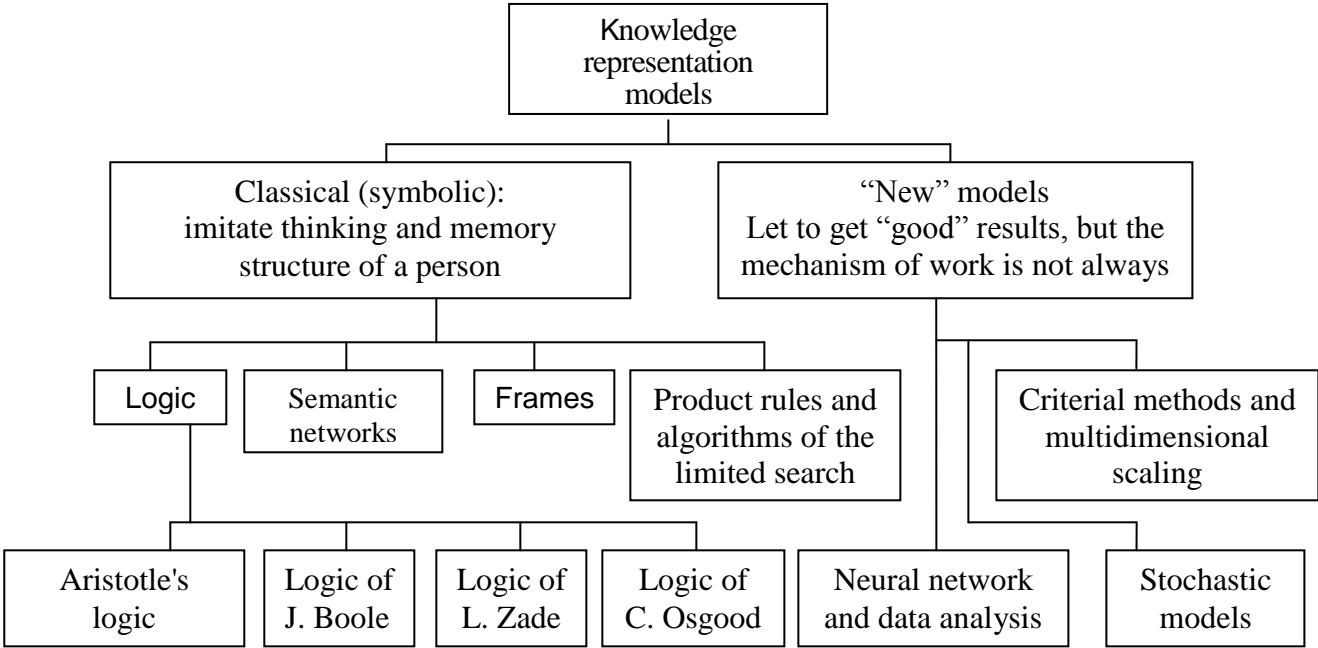 Knowledge
representation
models
Classical (symbolic):
imitate thinking and memory
structure of a person
“New” models
Let to get “good” results, but the
mechanism of work is not always
Logic
Semantic
networks
Frames
Product rules and
algorithms of the
limited search
Criterial methods and
multidimensional
scaling
Aristotle's
logic
Logic of
J. Boole
Logic of
L. Zade
Logic of
C. Osgood
Neural network
and data analysis
Stochastic
models